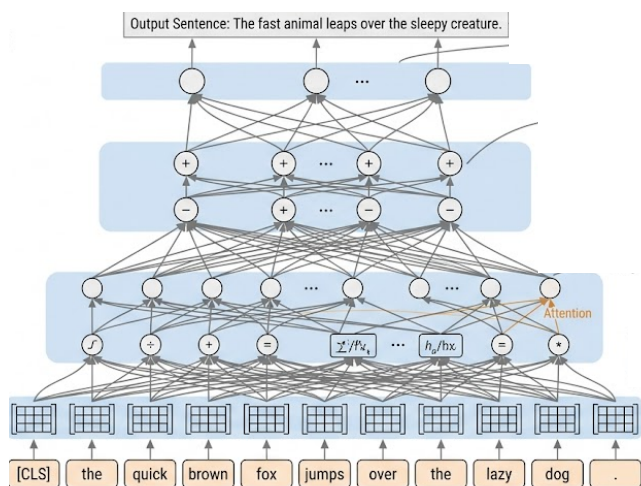 Output Sentence: The fast animal leaps over the sleepy creature.
...
+ + ... + +
− + ... − −
... ...
Attention
ʃ ÷ + = ... = *
[CLS] the quick brown fox jumps over the lazy dog .